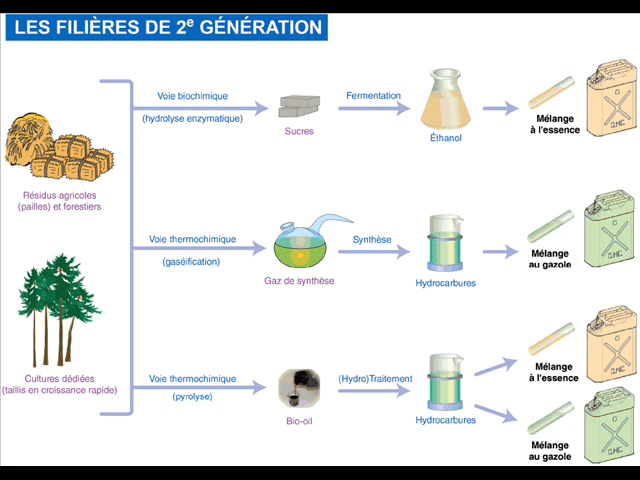 LES FILIÈRES DE 2e GÉNÉRATION
Voie biochimique
(hydrolyse enzymatique)
Sucres
Fermentation
Éthanol
Mélange
à l'essence
Résidus agricoles
(pailles) et forestiers
Voie thermochimique
(gaséification)
Gaz de synthèse
Synthèse
Hydrocarbures
Mélange
au gazole
Cultures dédiées
(taillis en croissance rapide)
Voie thermochimique
(pyrolyse)
Bio-oil
(Hydro)Traitement
Hydrocarbures
Mélange
à l'essence
Mélange
au gazole